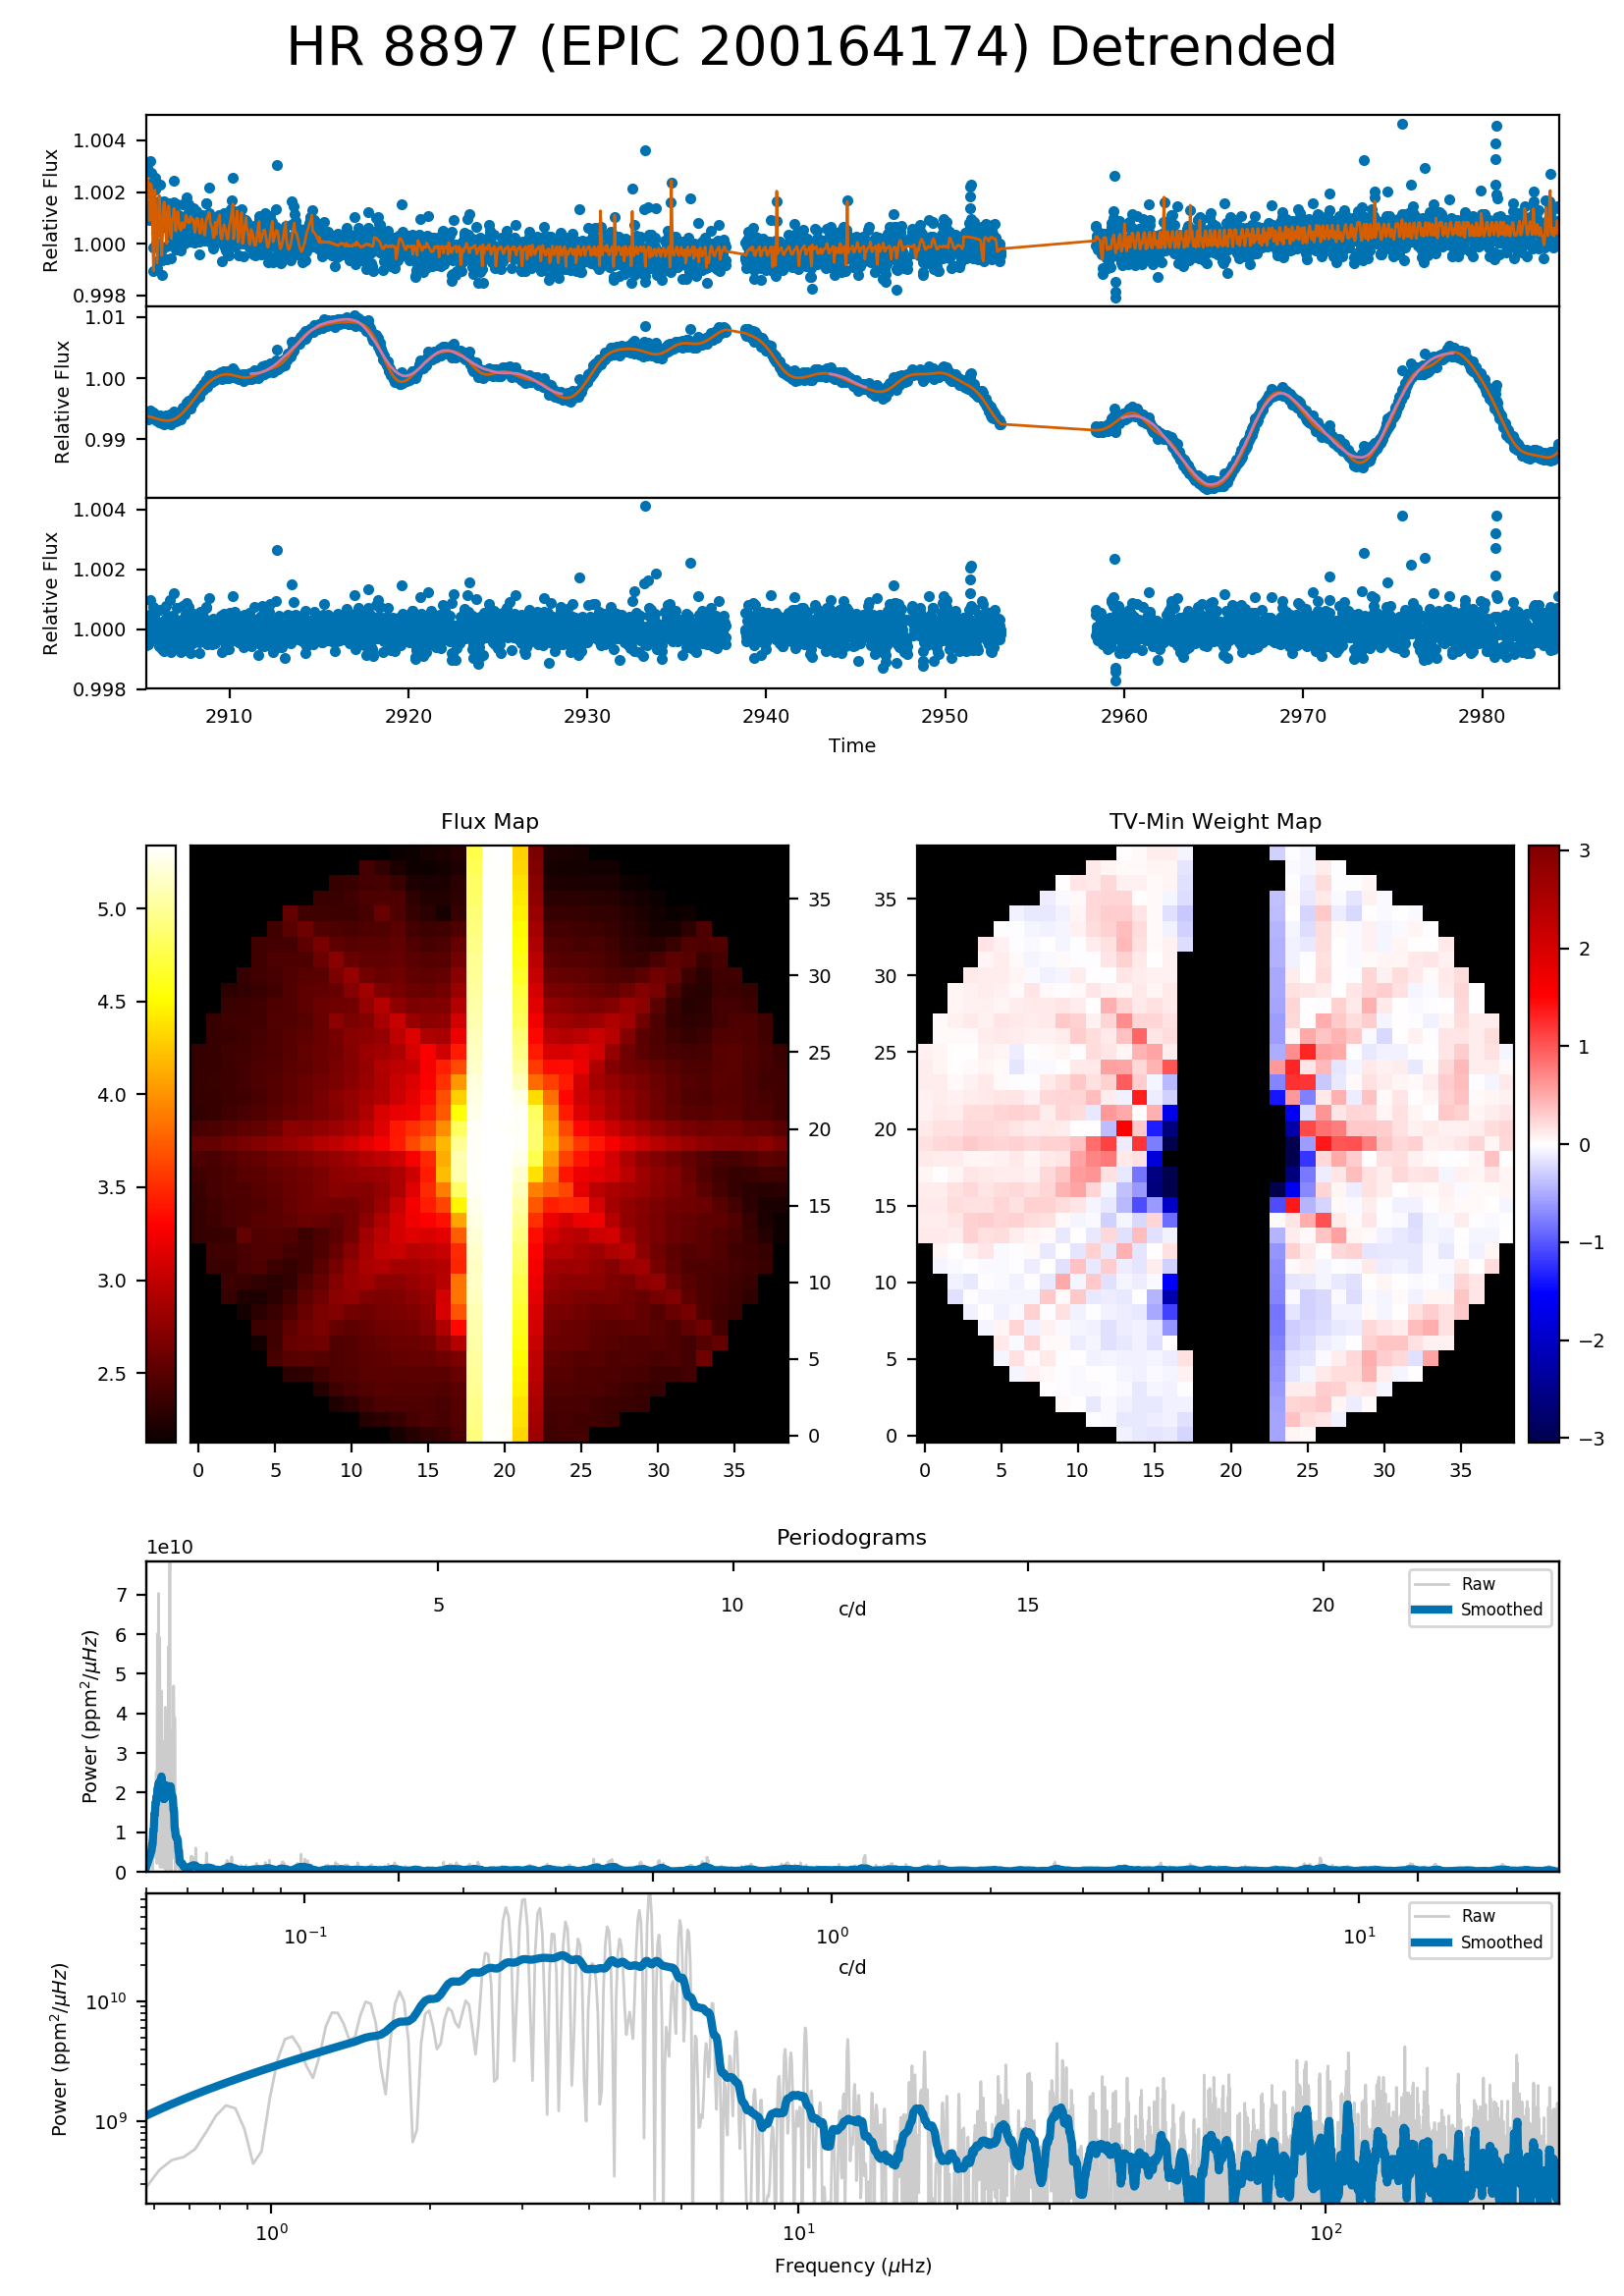 HR 8897 (EPIC 200164174) Detrended
Relative Flux
1.004
1.002
1.000
0.998
Relative Flux
1.01
1.00
0.99
Relative Flux
1.004
1.002
1.000
0.998
2910 2920 2930 2940 2950 2960 2970 2980
Time
Flux Map
5.0
4.5
4.0
3.5
3.0
2.5
35
30
25
20
15
10
5
0
0 5 10 15 20 25 30 35
TV-Min Weight Map
35
30
25
20
15
10
5
0
0 5 10 15 20 25 30 35
3
2
1
0
−1
−2
−3
Periodograms
1e10
Power (ppm²/μHz)
7
6
5
4
3
2
1
0
5 10 15 20
c/d
Raw
Smoothed
Power (ppm²/μHz)
10¹⁰
10⁹
10⁻¹ 10⁰ 10¹
c/d
Raw
Smoothed
10⁰ 10¹ 10²
Frequency (μHz)